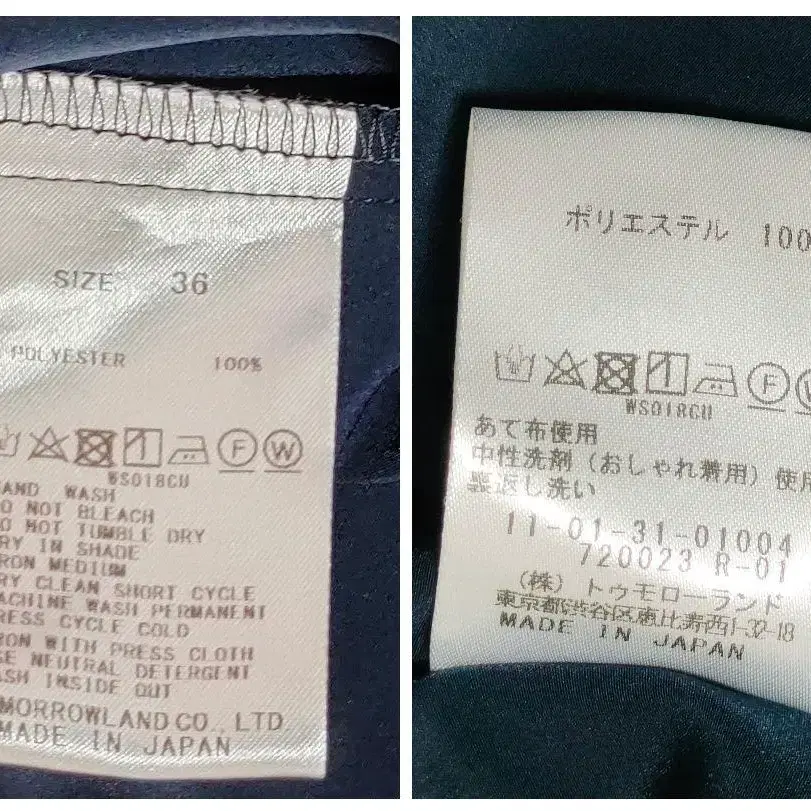 SIZE 36
POLYESTER 100%
F W
WS018CU
AND WASH
O NOT BLEACH
O NOT TUMBLE DRY
RY IN SHADE
RON MEDIUM
RY CLEAN SHORT CYCLE
ACHINE WASH PERMANENT
RESS CYCLE COLD
RON WITH PRESS CLOTH
SE NEUTRAL DETERGENT
ASH INSIDE OUT
MORROWLAND CO., LTD.
MADE IN JAPAN
ポリエステル 100
F
WS018CU
あて布使用
中性洗剤(おしゃれ着用)使用
裏返し洗い
11-01-31-01004
720023 R-01
(株)トゥモローランド
東京都渋谷区恵比寿西1-32-18
MADE IN JAPAN